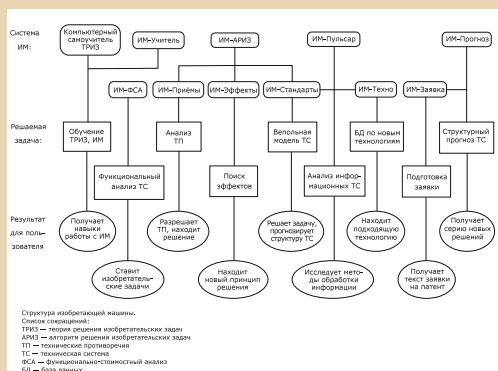 Система
ИМ:
Компьютерный
самоучитель
ТРИЗ
ИМ-Учитель
ИМ-АРИЗ
ИМ-Пульсар
ИМ-Прогноз
ИМ-ФСА
ИМ-Приёмы
ИМ-Эффекты
ИМ-Стандарты
ИМ-Техно
ИМ-Заявка
Решаемая
задача:
Обучение
ТРИЗ, ИМ
Анализ
ТП
Вепольная
модель ТС
БД по новым
технологиям
Структурный
прогноз ТС
Функциональный
анализ ТС
Поиск
эффектов
Анализ инфор-
мационных ТС
Подготовка
заявки
Результат
для поль-
зователя
Получает
навыки
работы с ИМ
Разрешает
ТП, находит
решение
Решает задачу,
прогнозирует
структуру ТС
Находит
подходящую
технологию
Получает
серию новых
решений
Ставит
изобретатель-
ские задачи
Находит
новый принцип
решения
Исследует мето-
ды обработки
информации
Получает
текст заявки
на патент
Структура изобретающей машины.
Список сокращений:
ТРИЗ — теория решения изобретательских задач
АРИЗ — алгоритм решения изобретательских задач
ТП — технические противоречия
ТС — техническая система
ФСА — функционально-стоимостный анализ
БД — база данных